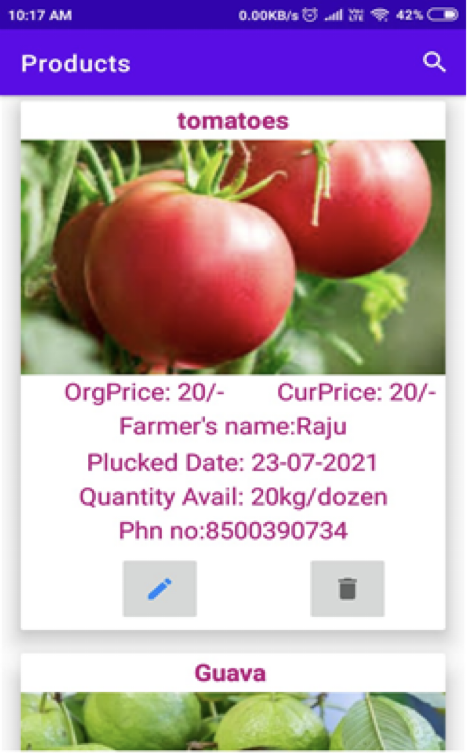 10:17 AM 0.00KB/s 42%
Products
tomatoes
OrgPrice: 20/- CurPrice: 20/-
Farmer's name:Raju
Plucked Date: 23-07-2021
Quantity Avail: 20kg/dozen
Phn no:8500390734
Guava